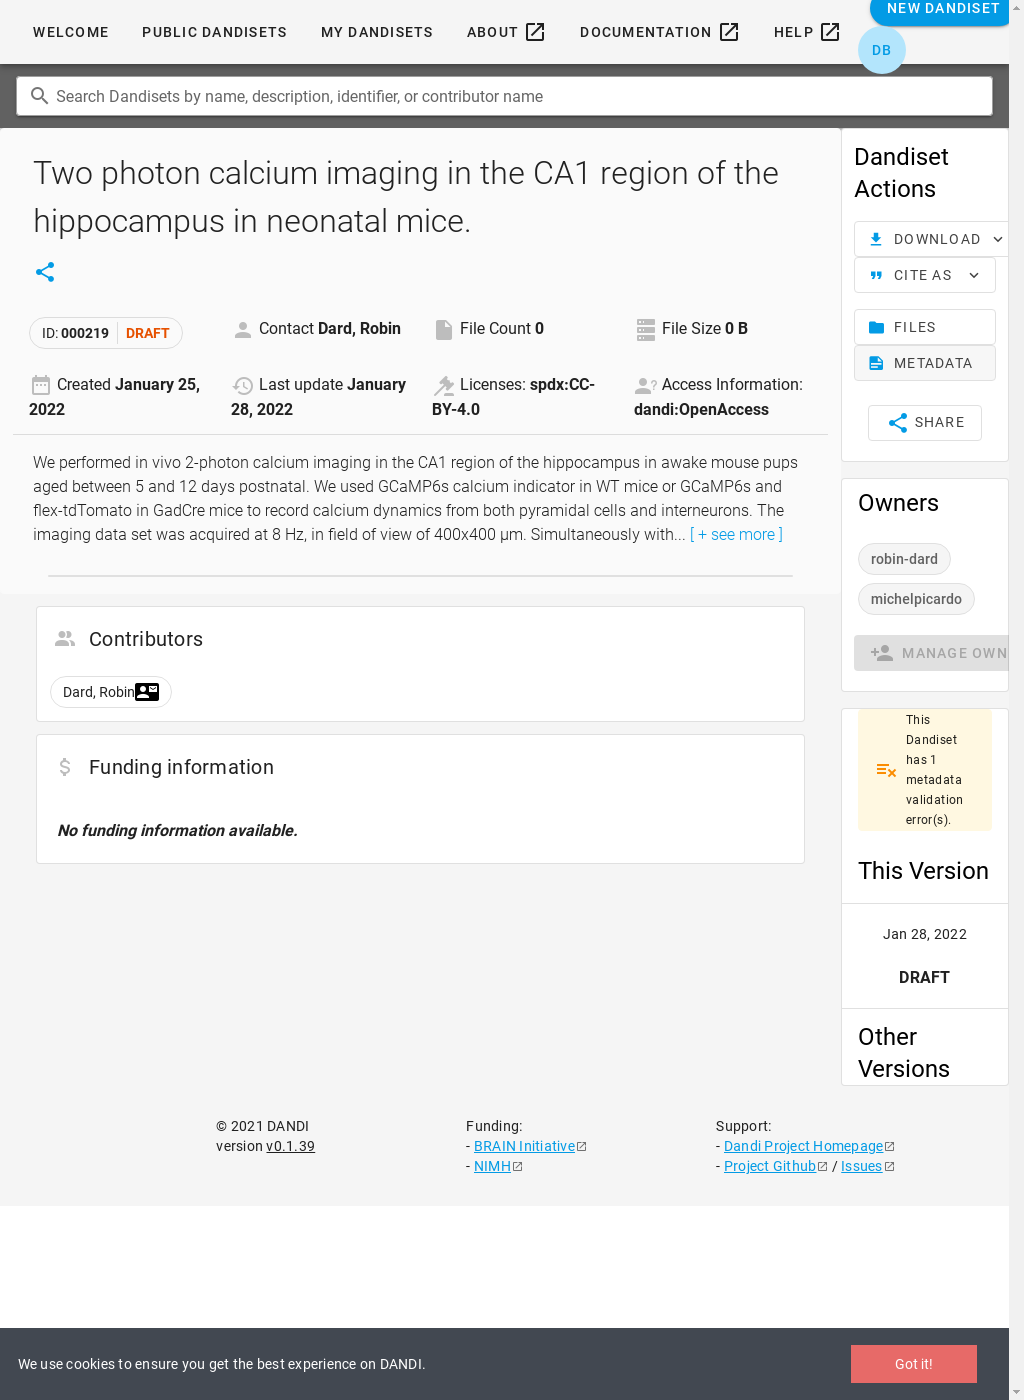 WELCOME
PUBLIC DANDISETS
MY DANDISETS
ABOUT
DOCUMENTATION
HELP
NEW DANDISET
DB
Search Dandisets by name, description, identifier, or contributor name
Two photon calcium imaging in the CA1 region of the
hippocampus in neonatal mice.
ID: 000219 DRAFT
Contact Dard, Robin
File Count 0
File Size 0 B
Created January 25,
2022
Last update January
28, 2022
Licenses: spdx:CC-
BY-4.0
Access Information:
dandi:OpenAccess
We performed in vivo 2-photon calcium imaging in the CA1 region of the hippocampus in awake mouse pups
aged between 5 and 12 days postnatal. We used GCaMP6s calcium indicator in WT mice or GCaMP6s and
flex-tdTomato in GadCre mice to record calcium dynamics from both pyramidal cells and interneurons. The
imaging data set was acquired at 8 Hz, in field of view of 400x400 µm. Simultaneously with... [ + see more ]
Contributors
Dard, Robin
Funding information
No funding information available.
Dandiset
Actions
DOWNLOAD
CITE AS
FILES
METADATA
SHARE
Owners
robin-dard
michelpicardo
MANAGE OWN
This
Dandiset
has 1
metadata
validation
error(s).
This Version
Jan 28, 2022
DRAFT
Other
Versions
© 2021 DANDI
version v0.1.39
Funding:
- BRAIN Initiative
- NIMH
Support:
- Dandi Project Homepage
- Project Github / Issues
We use cookies to ensure you get the best experience on DANDI.
Got it!